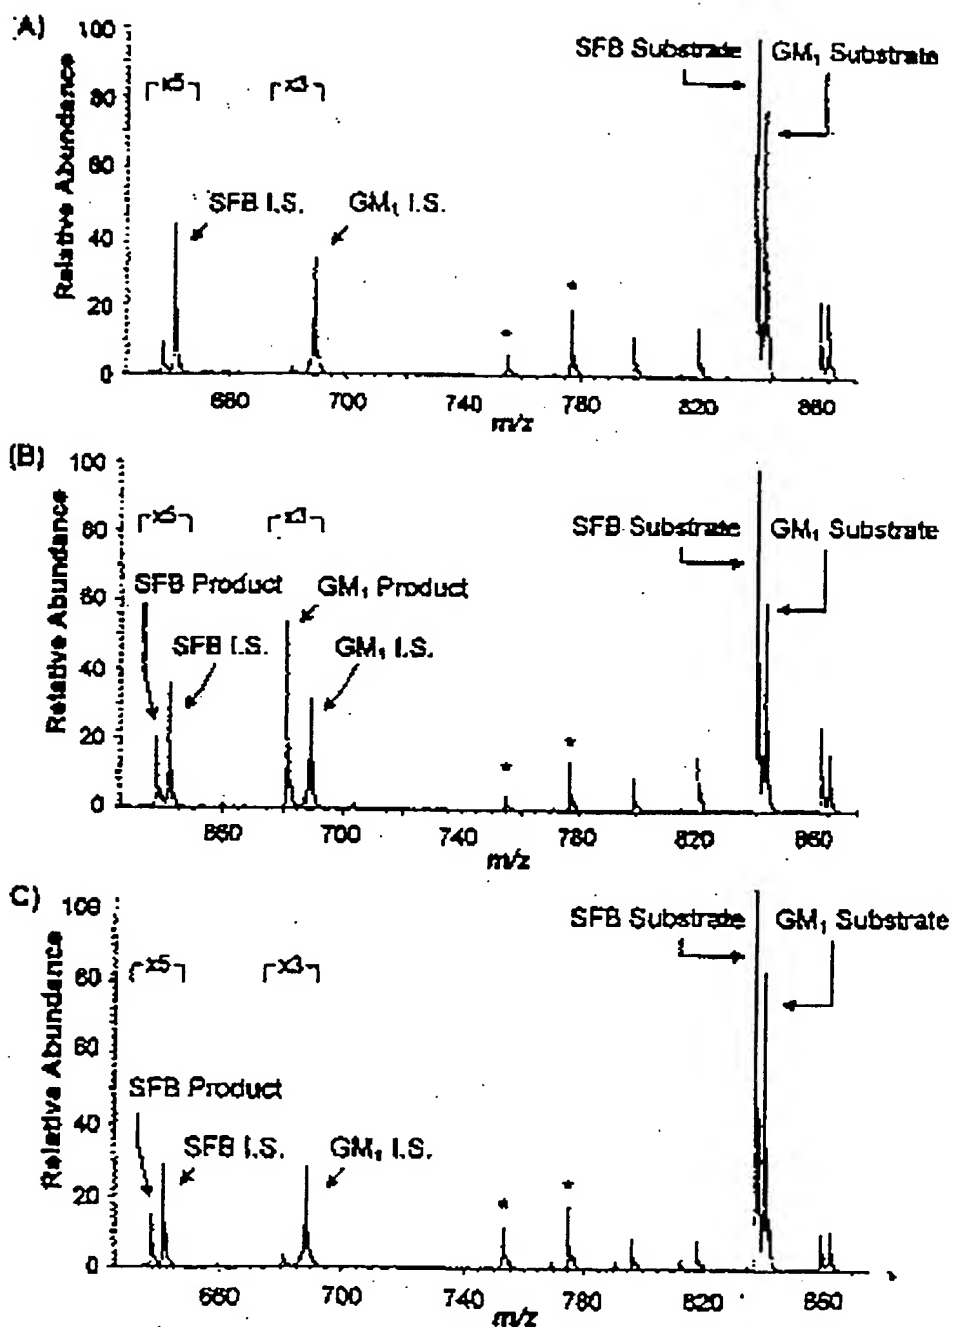 (A)
100
80
60
40
20
0
Relative Abundance
x5
x3
SFB I.S.
GM₁ I.S.
*
*
SFB Substrate
GM₁ Substrate
660 700 740 780 820 860
m/z
(B)
100
80
60
40
20
0
Relative Abundance
x5
x3
SFB Product
SFB I.S.
GM₁ Product
GM₁ I.S.
*
*
SFB Substrate
GM₁ Substrate
660 700 740 780 820 860
m/z
C)
100
80
60
40
20
0
Relative Abundance
x5
x3
SFB Product
SFB I.S.
GM₁ I.S.
*
*
SFB Substrate
GM₁ Substrate
660 700 740 780 820 860
m/z